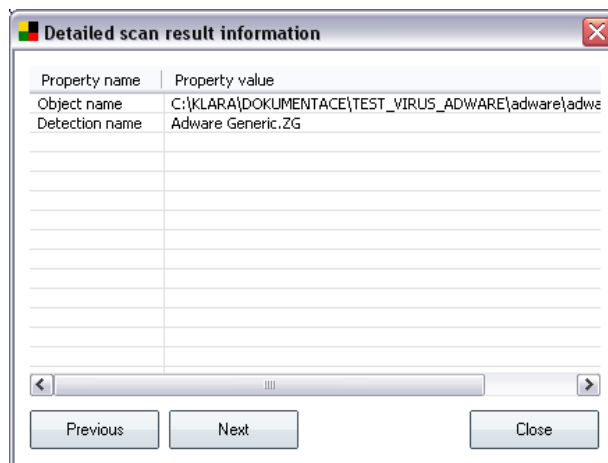 Detailed scan result information
Property name Property value
Object name C:\KLARA\DOKUMENTACE\TEST_VIRUS_ADWARE\adware\adwa
Detection name Adware Generic.ZG
Previous Next Close